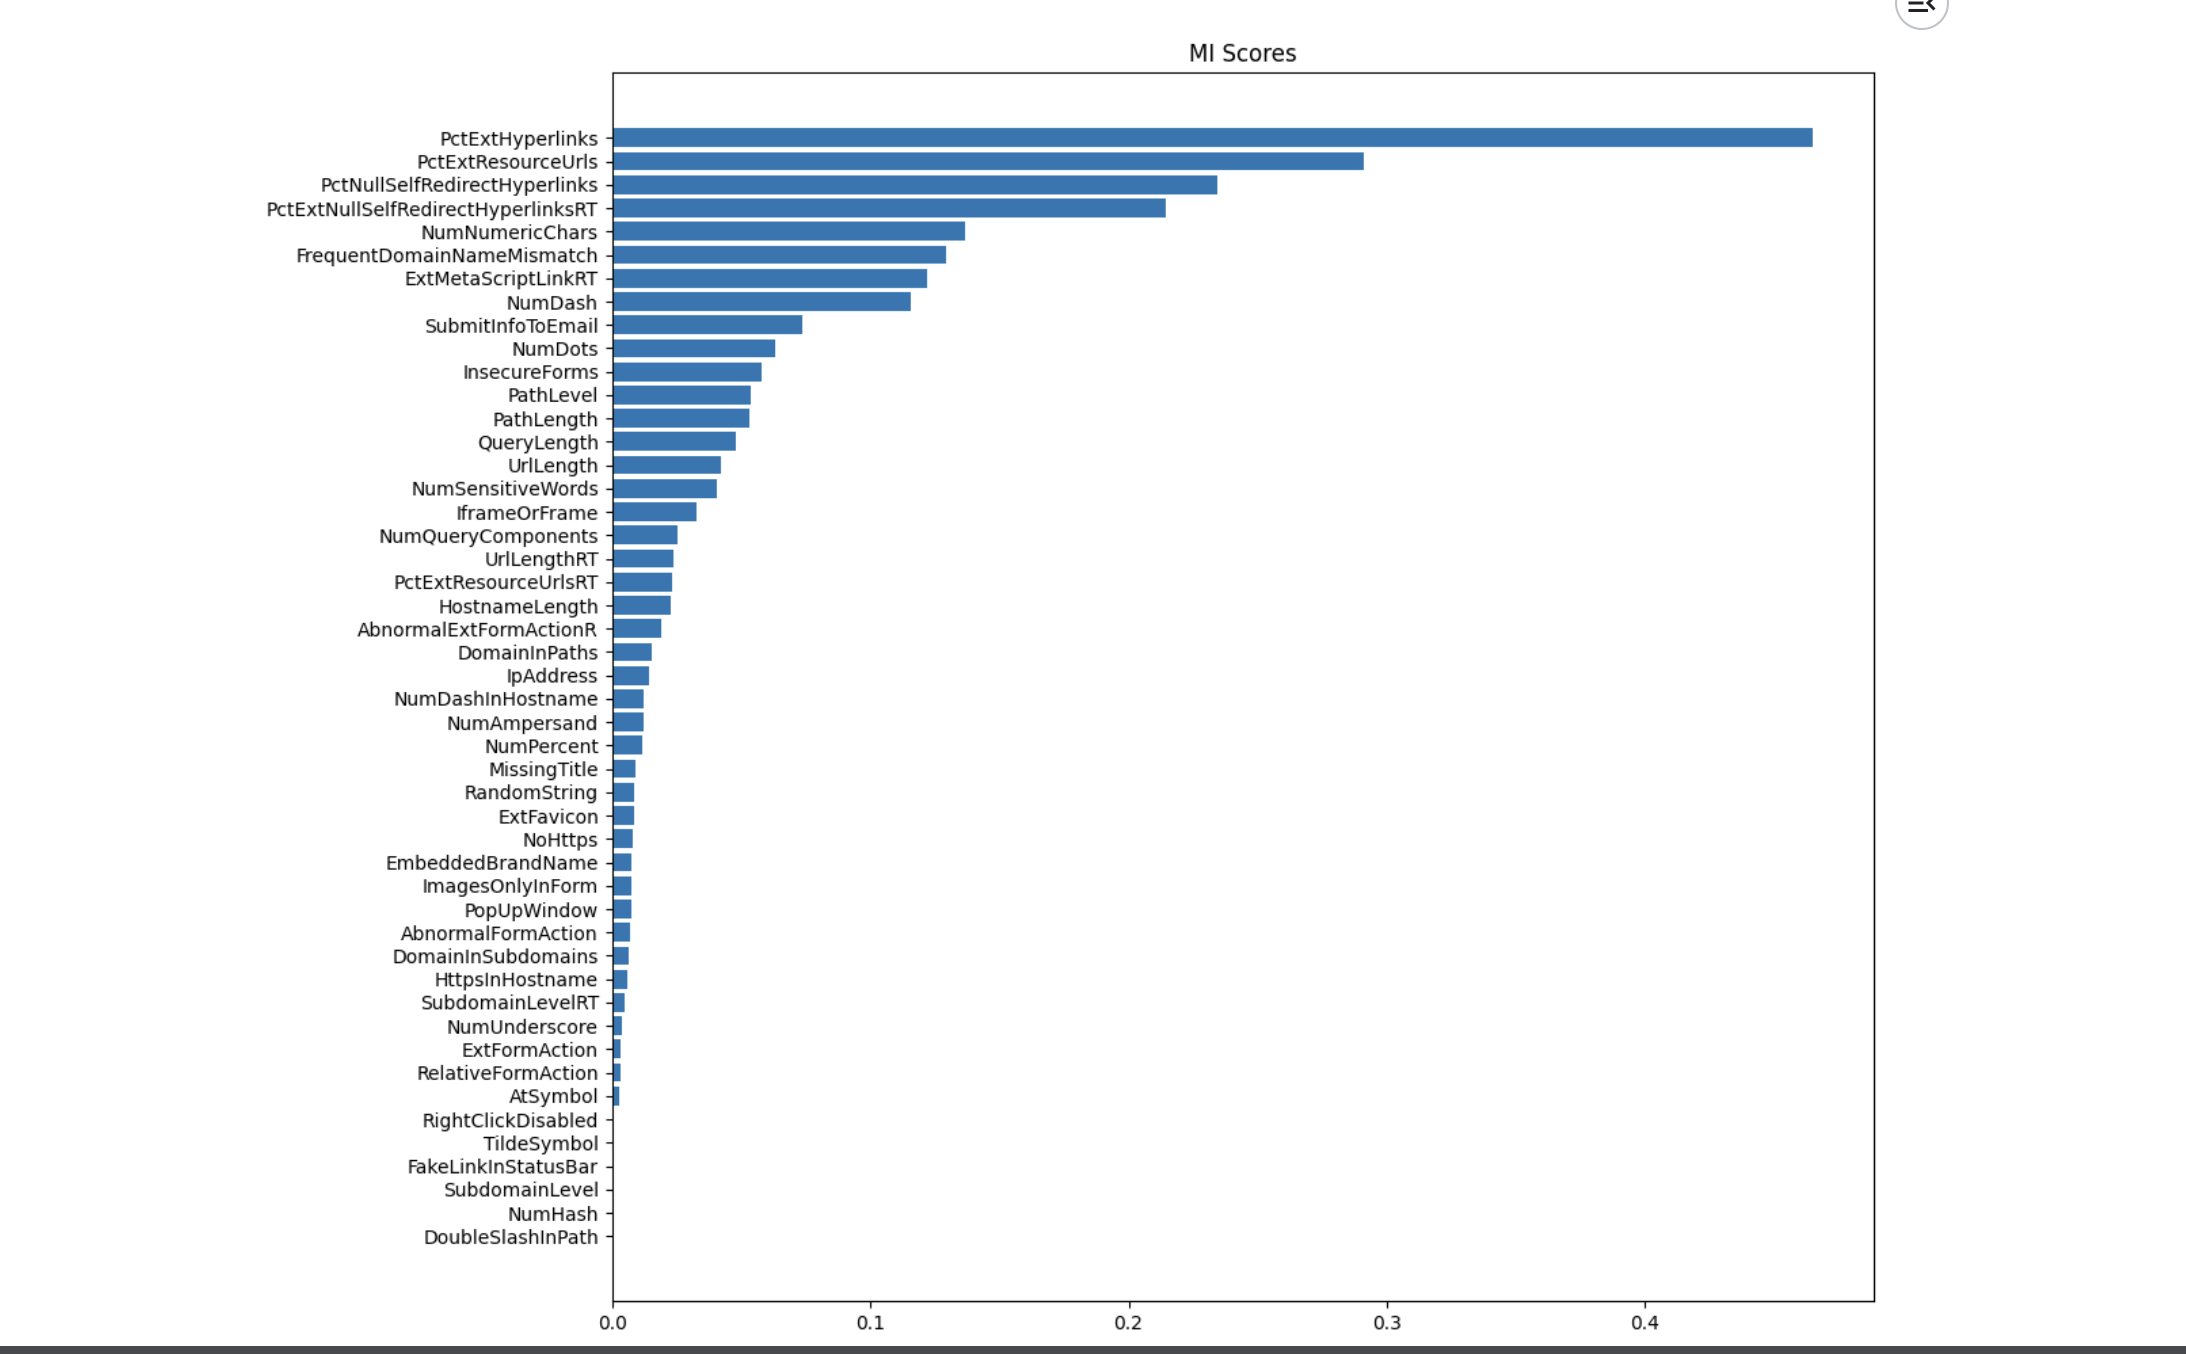 MI Scores
PctExtHyperlinks
PctExtResourceUrls
PctNullSelfRedirectHyperlinks
PctExtNullSelfRedirectHyperlinksRT
NumNumericChars
FrequentDomainNameMismatch
ExtMetaScriptLinkRT
NumDash
SubmitInfoToEmail
NumDots
InsecureForms
PathLevel
PathLength
QueryLength
UrlLength
NumSensitiveWords
IframeOrFrame
NumQueryComponents
UrlLengthRT
PctExtResourceUrlsRT
HostnameLength
AbnormalExtFormActionR
DomainInPaths
IpAddress
NumDashInHostname
NumAmpersand
NumPercent
MissingTitle
RandomString
ExtFavicon
NoHttps
EmbeddedBrandName
ImagesOnlyInForm
PopUpWindow
AbnormalFormAction
DomainInSubdomains
HttpsInHostname
SubdomainLevelRT
NumUnderscore
ExtFormAction
RelativeFormAction
AtSymbol
RightClickDisabled
TildeSymbol
FakeLinkInStatusBar
SubdomainLevel
NumHash
DoubleSlashInPath
0.0 0.1 0.2 0.3 0.4